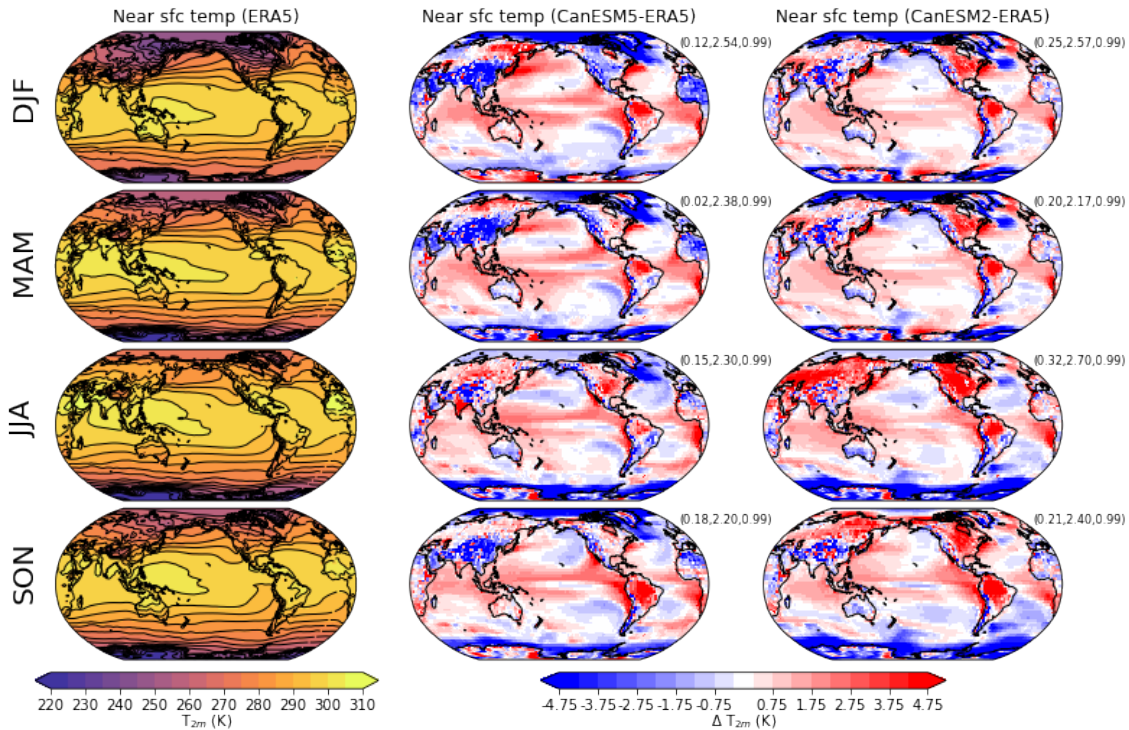 Near sfc temp (ERA5) Near sfc temp (CanESM5-ERA5) Near sfc temp (CanESM2-ERA5)
DJF (0.12,2.54,0.99) (0.25,2.57,0.99)
MAM (0.02,2.38,0.99) (0.20,2.17,0.99)
JJA (0.15,2.30,0.99) (0.32,2.70,0.99)
SON (0.18,2.20,0.99) (0.21,2.40,0.99)
220 230 240 250 260 270 280 290 300 310 -4.75 -3.75 -2.75 -1.75 -0.75 0.75 1.75 2.75 3.75 4.75
T2m (K) Δ T2m (K)